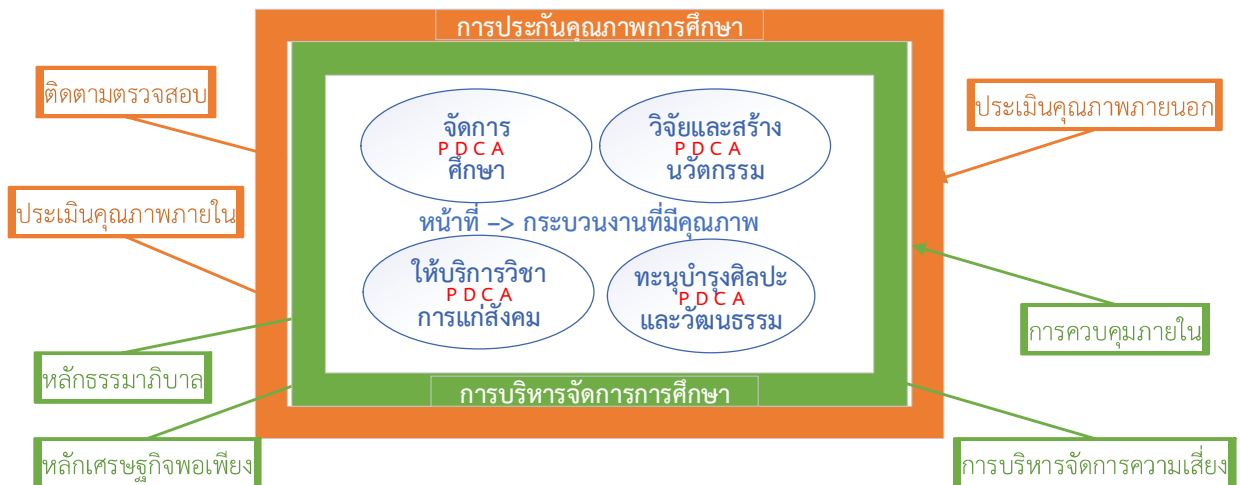 การประกันคุณภาพการศึกษา
ติดตามตรวจสอบ
ประเมินคุณภาพภายนอก
จัดการ
P D C A
ศึกษา
วิจัยและสร้าง
P D C A
นวัตกรรม
ประเมินคุณภาพภายใน
หน้าที่ –> กระบวนงานที่มีคุณภาพ
ให้บริการวิชา
P D C A
การแก่สังคม
ทะนุบำรุงศิลปะ
P D C A
และวัฒนธรรม
การควบคุมภายใน
หลักธรรมาภิบาล
การบริหารจัดการการศึกษา
หลักเศรษฐกิจพอเพียง
การบริหารจัดการความเสี่ยง